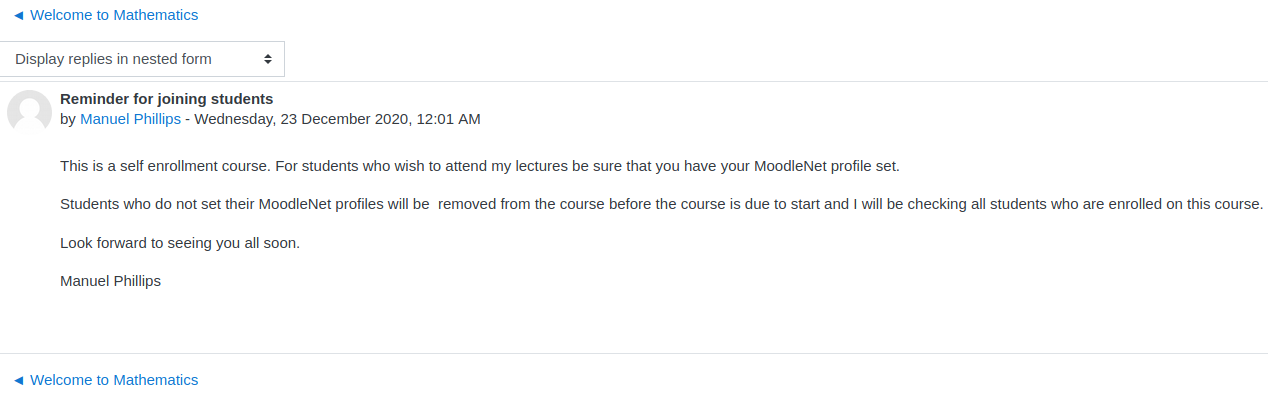 ◄ Welcome to Mathematics
Display replies in nested form
Reminder for joining students
by Manuel Phillips - Wednesday, 23 December 2020, 12:01 AM
This is a self enrollment course. For students who wish to attend my lectures be sure that you have your MoodleNet profile set.
Students who do not set their MoodleNet profiles will be  removed from the course before the course is due to start and I will be checking all students who are enrolled on this course.
Look forward to seeing you all soon.
Manuel Phillips
◄ Welcome to Mathematics